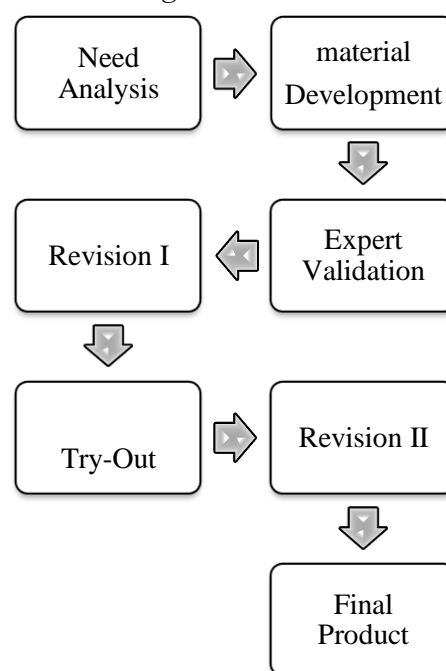 Need
Analysis
material
Development
Expert
Validation
Revision I
Try-Out
Revision II
Final
Product